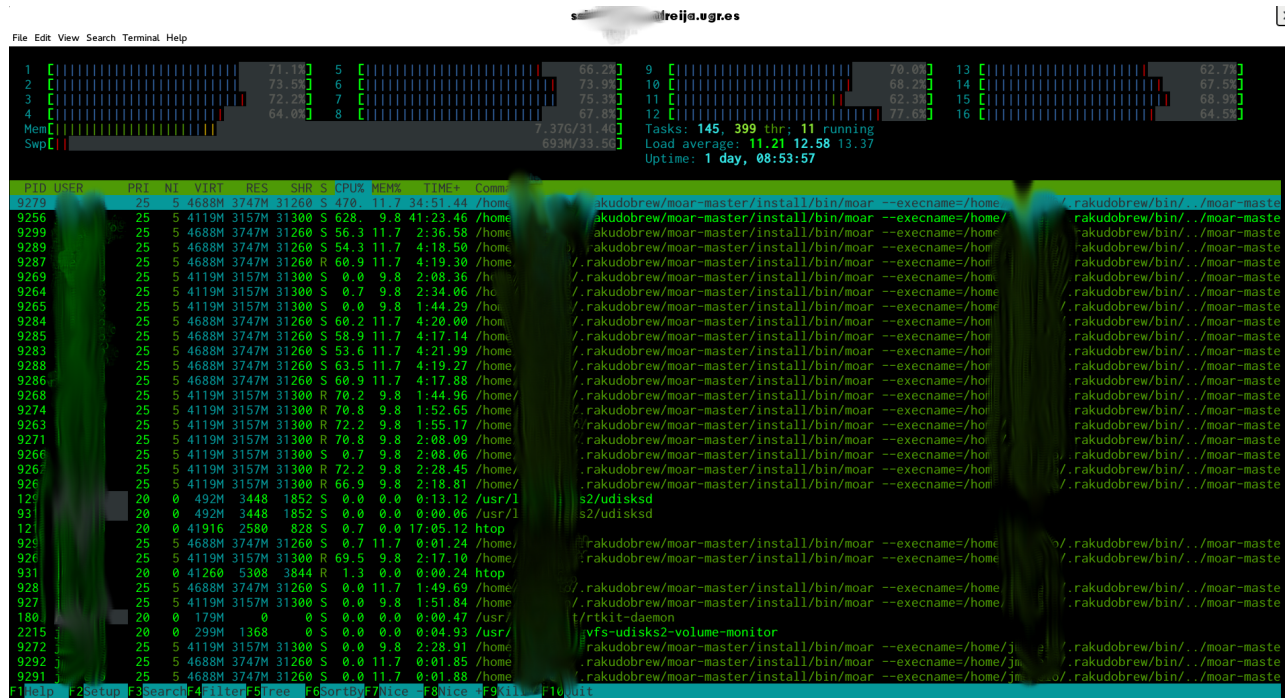 reija.ugr.es
File Edit View Search Terminal Help
1 [ 71.1%] 5 [ 66.2%] 9 [ 70.0%] 13 [ 62.7%]
2 [ 73.5%] 6 [ 73.9%] 10 [ 68.2%] 14 [ 67.5%]
3 [ 72.2%] 7 [ 75.3%] 11 [ 62.3%] 15 [ 68.9%]
4 [ 64.0%] 8 [ 67.8%] 12 [ 77.6%] 16 [ 64.5%]
Mem[ 7.37G/31.4G] Tasks: 145, 399 thr; 11 running
Swp[ 693M/33.5G] Load average: 11.21 12.58 13.37
Uptime: 1 day, 08:53:57
PID USER PRI NI VIRT RES SHR S CPU% MEM% TIME+ Comm
9279 25 5 4688M 3747M 31260 S 470. 11.7 34:51.44 /home akudobrew/moar-master/install/bin/moar --execname=/home /.rakudobrew/bin/../moar-maste
9256 25 5 4119M 3157M 31300 S 628. 9.8 41:23.46 /home rakudobrew/moar-master/install/bin/moar --execname=/home/ .rakudobrew/bin/../moar-maste
9299 25 5 4688M 3747M 31260 S 56.3 11.7 2:36.58 /home .rakudobrew/moar-master/install/bin/moar --execname=/home rakudobrew/bin/../moar-maste
9289 25 5 4688M 3747M 31260 S 54.3 11.7 4:18.50 /home .rakudobrew/moar-master/install/bin/moar --execname=/home rakudobrew/bin/../moar-maste
9287 25 5 4688M 3747M 31260 R 60.9 11.7 4:19.30 /home /.rakudobrew/moar-master/install/bin/moar --execname=/home .rakudobrew/bin/../moar-maste
9269 25 5 4119M 3157M 31300 S 0.0 9.8 2:08.36 /ho /.rakudobrew/moar-master/install/bin/moar --execname=/home .rakudobrew/bin/../moar-maste
9264 25 5 4119M 3157M 31300 S 0.7 9.8 2:34.06 /ho /.rakudobrew/moar-master/install/bin/moar --execname=/home .rakudobrew/bin/../moar-maste
9265 25 5 4119M 3157M 31300 S 0.0 9.8 1:44.29 /hom /.rakudobrew/moar-master/install/bin/moar --execname=/home .rakudobrew/bin/../moar-maste
9284 25 5 4688M 3747M 31260 S 60.2 11.7 4:20.00 /hom /.rakudobrew/moar-master/install/bin/moar --execname=/hom .rakudobrew/bin/../moar-maste
9285 25 5 4688M 3747M 31260 S 58.9 11.7 4:17.14 /home /.rakudobrew/moar-master/install/bin/moar --execname=/hom .rakudobrew/bin/../moar-maste
9283 25 5 4688M 3747M 31260 S 53.6 11.7 4:21.99 /home /.rakudobrew/moar-master/install/bin/moar --execname=/hom .rakudobrew/bin/../moar-maste
9288 25 5 4688M 3747M 31260 S 63.5 11.7 4:19.27 /home /.rakudobrew/moar-master/install/bin/moar --execname=/hom .rakudobrew/bin/../moar-maste
9286 25 5 4688M 3747M 31260 S 60.9 11.7 4:17.88 /home /.rakudobrew/moar-master/install/bin/moar --execname=/hom .rakudobrew/bin/../moar-maste
9268 25 5 4119M 3157M 31300 R 70.2 9.8 1:44.96 /home /.rakudobrew/moar-master/install/bin/moar --execname=/hom .rakudobrew/bin/../moar-maste
9274 25 5 4119M 3157M 31300 R 70.8 9.8 1:52.65 /home /.rakudobrew/moar-master/install/bin/moar --execname=/hom rakudobrew/bin/../moar-maste
9263 25 5 4119M 3157M 31300 R 72.2 9.8 1:55.17 /home /.rakudobrew/moar-master/install/bin/moar --execname=/hom rakudobrew/bin/../moar-maste
9271 25 5 4119M 3157M 31300 R 70.8 9.8 2:08.09 /home /.rakudobrew/moar-master/install/bin/moar --execname=/hom rakudobrew/bin/../moar-maste
9266 25 5 4119M 3157M 31300 S 0.7 9.8 2:08.06 /home /.rakudobrew/moar-master/install/bin/moar --execname=/hom .rakudobrew/bin/../moar-maste
9267 25 5 4119M 3157M 31300 R 72.2 9.8 2:28.45 /home/ /.rakudobrew/moar-master/install/bin/moar --execname=/hom /.rakudobrew/bin/../moar-maste
926 25 5 4119M 3157M 31300 R 66.9 9.8 2:18.81 /home/ .rakudobrew/moar-master/install/bin/moar --execname=/home /.rakudobrew/bin/../moar-maste
129 20 0 492M 3448 1852 S 0.0 0.0 0:13.12 /usr/l s2/udisksd
931 20 0 492M 3448 1852 S 0.0 0.0 0:00.06 /usr/l s2/udisksd
12 20 0 41916 2580 828 S 0.7 0.0 17:05.12 htop
929 25 5 4688M 3747M 31260 S 0.7 11.7 0:01.24 /home/ rakudobrew/moar-master/install/bin/moar --execname=/home /.rakudobrew/bin/../moar-maste
926 25 5 4119M 3157M 31300 R 69.5 9.8 2:17.10 /home/ .rakudobrew/moar-master/install/bin/moar --execname=/home /.rakudobrew/bin/../moar-maste
931 20 0 41260 5308 3844 R 1.3 0.0 0:00.24 htop
928 25 5 4688M 3747M 31260 S 0.0 11.7 1:49.69 /home/ .rakudobrew/moar-master/install/bin/moar --execname=/home /.rakudobrew/bin/../moar-maste
927 25 5 4119M 3157M 31300 S 0.0 9.8 1:51.84 /home /.rakudobrew/moar-master/install/bin/moar --execname=/home/ .rakudobrew/bin/../moar-maste
180 20 0 179M 0 0 S 0.0 0.0 0:00.47 /usr/l t/rtkit-daemon
2215 20 0 299M 1368 0 S 0.0 0.0 0:04.93 /usr/ vfs-udisks2-volume-monitor
9272 25 5 4119M 3157M 31300 S 0.0 9.8 2:28.91 /home/ .rakudobrew/moar-master/install/bin/moar --execname=/home/j /.rakudobrew/bin/../moar-maste
9292 j 25 5 4688M 3747M 31260 S 0.0 11.7 0:01.85 /home .rakudobrew/moar-master/install/bin/moar --execname=/home/jm /.rakudobrew/bin/../moar-maste
9291 25 5 4688M 3747M 31260 S 0.0 11.7 0:01.88 /home .rakudobrew/moar-master/install/bin/moar --execname=/home/jm /.rakudobrew/bin/../moar-maste
F1Help F2Setup F3SearchF4FilterF5Tree F6SortByF7Nice -F8Nice +F9Kill F10Quit